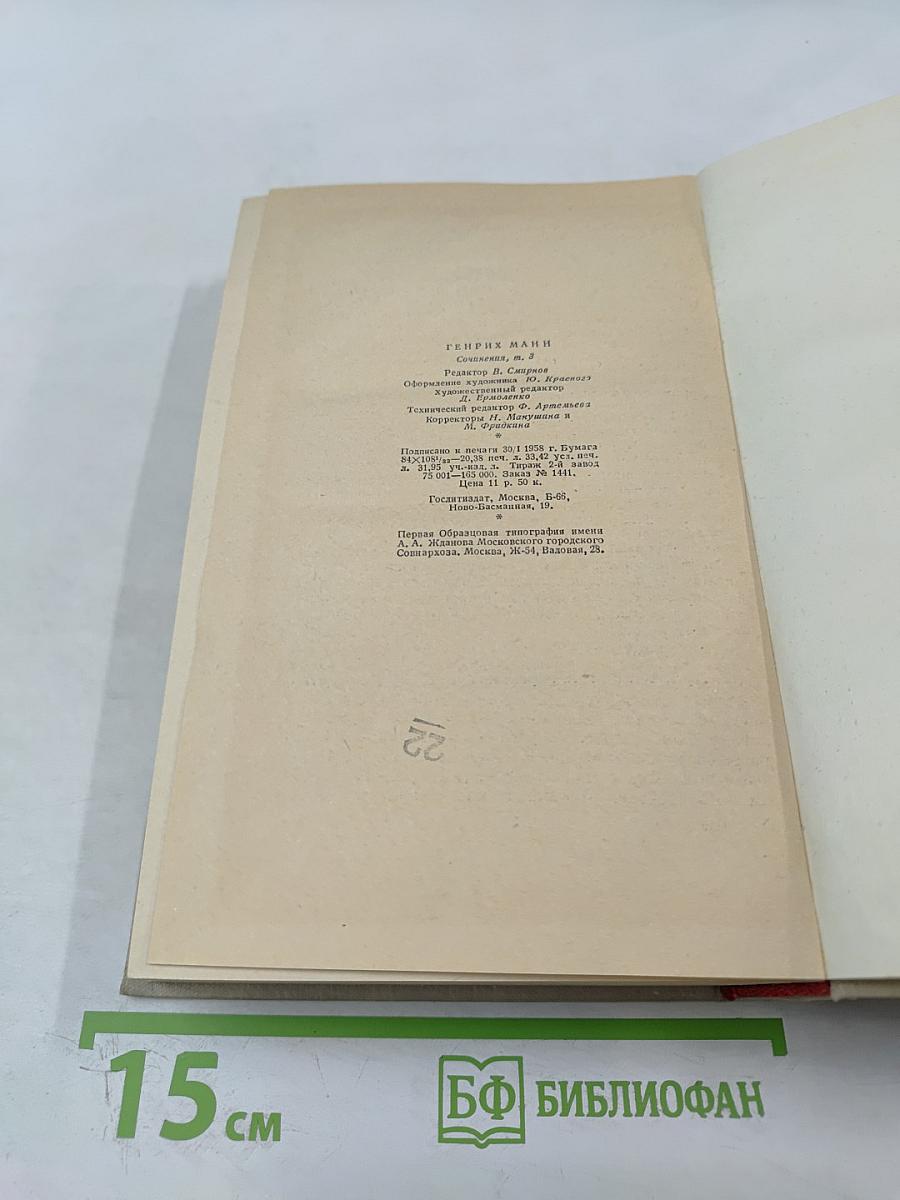 ГЕНРИХ МАНН
Сочинения, т. 3
Редактор В. Смирнов
Оформление художника Ю. Красного
Художественный редактор
Д. Ермоленко
Технический редактор Ф. Артемьева
Корректоры Н. Макушина и
М. Фридкина
*
Подписано к печати 30/I 1958 г. Бумага
84×108¹/₃₂—20,38 печ. л. 33,42 усл. печ.
л. 31,95 уч.-изд. л. Тираж 2-й завод
75 001—165 000. Заказ № 1441.
Цена 11 р. 50 к.
Гослитиздат, Москва, Б-66,
Ново-Басманная, 19.
*
Первая Образцовая типография имени
А. А. Жданова Московского городского
Совнархоза. Москва, Ж-54, Валовая, 28.
22
15 см
БФ БИБЛИОФАН